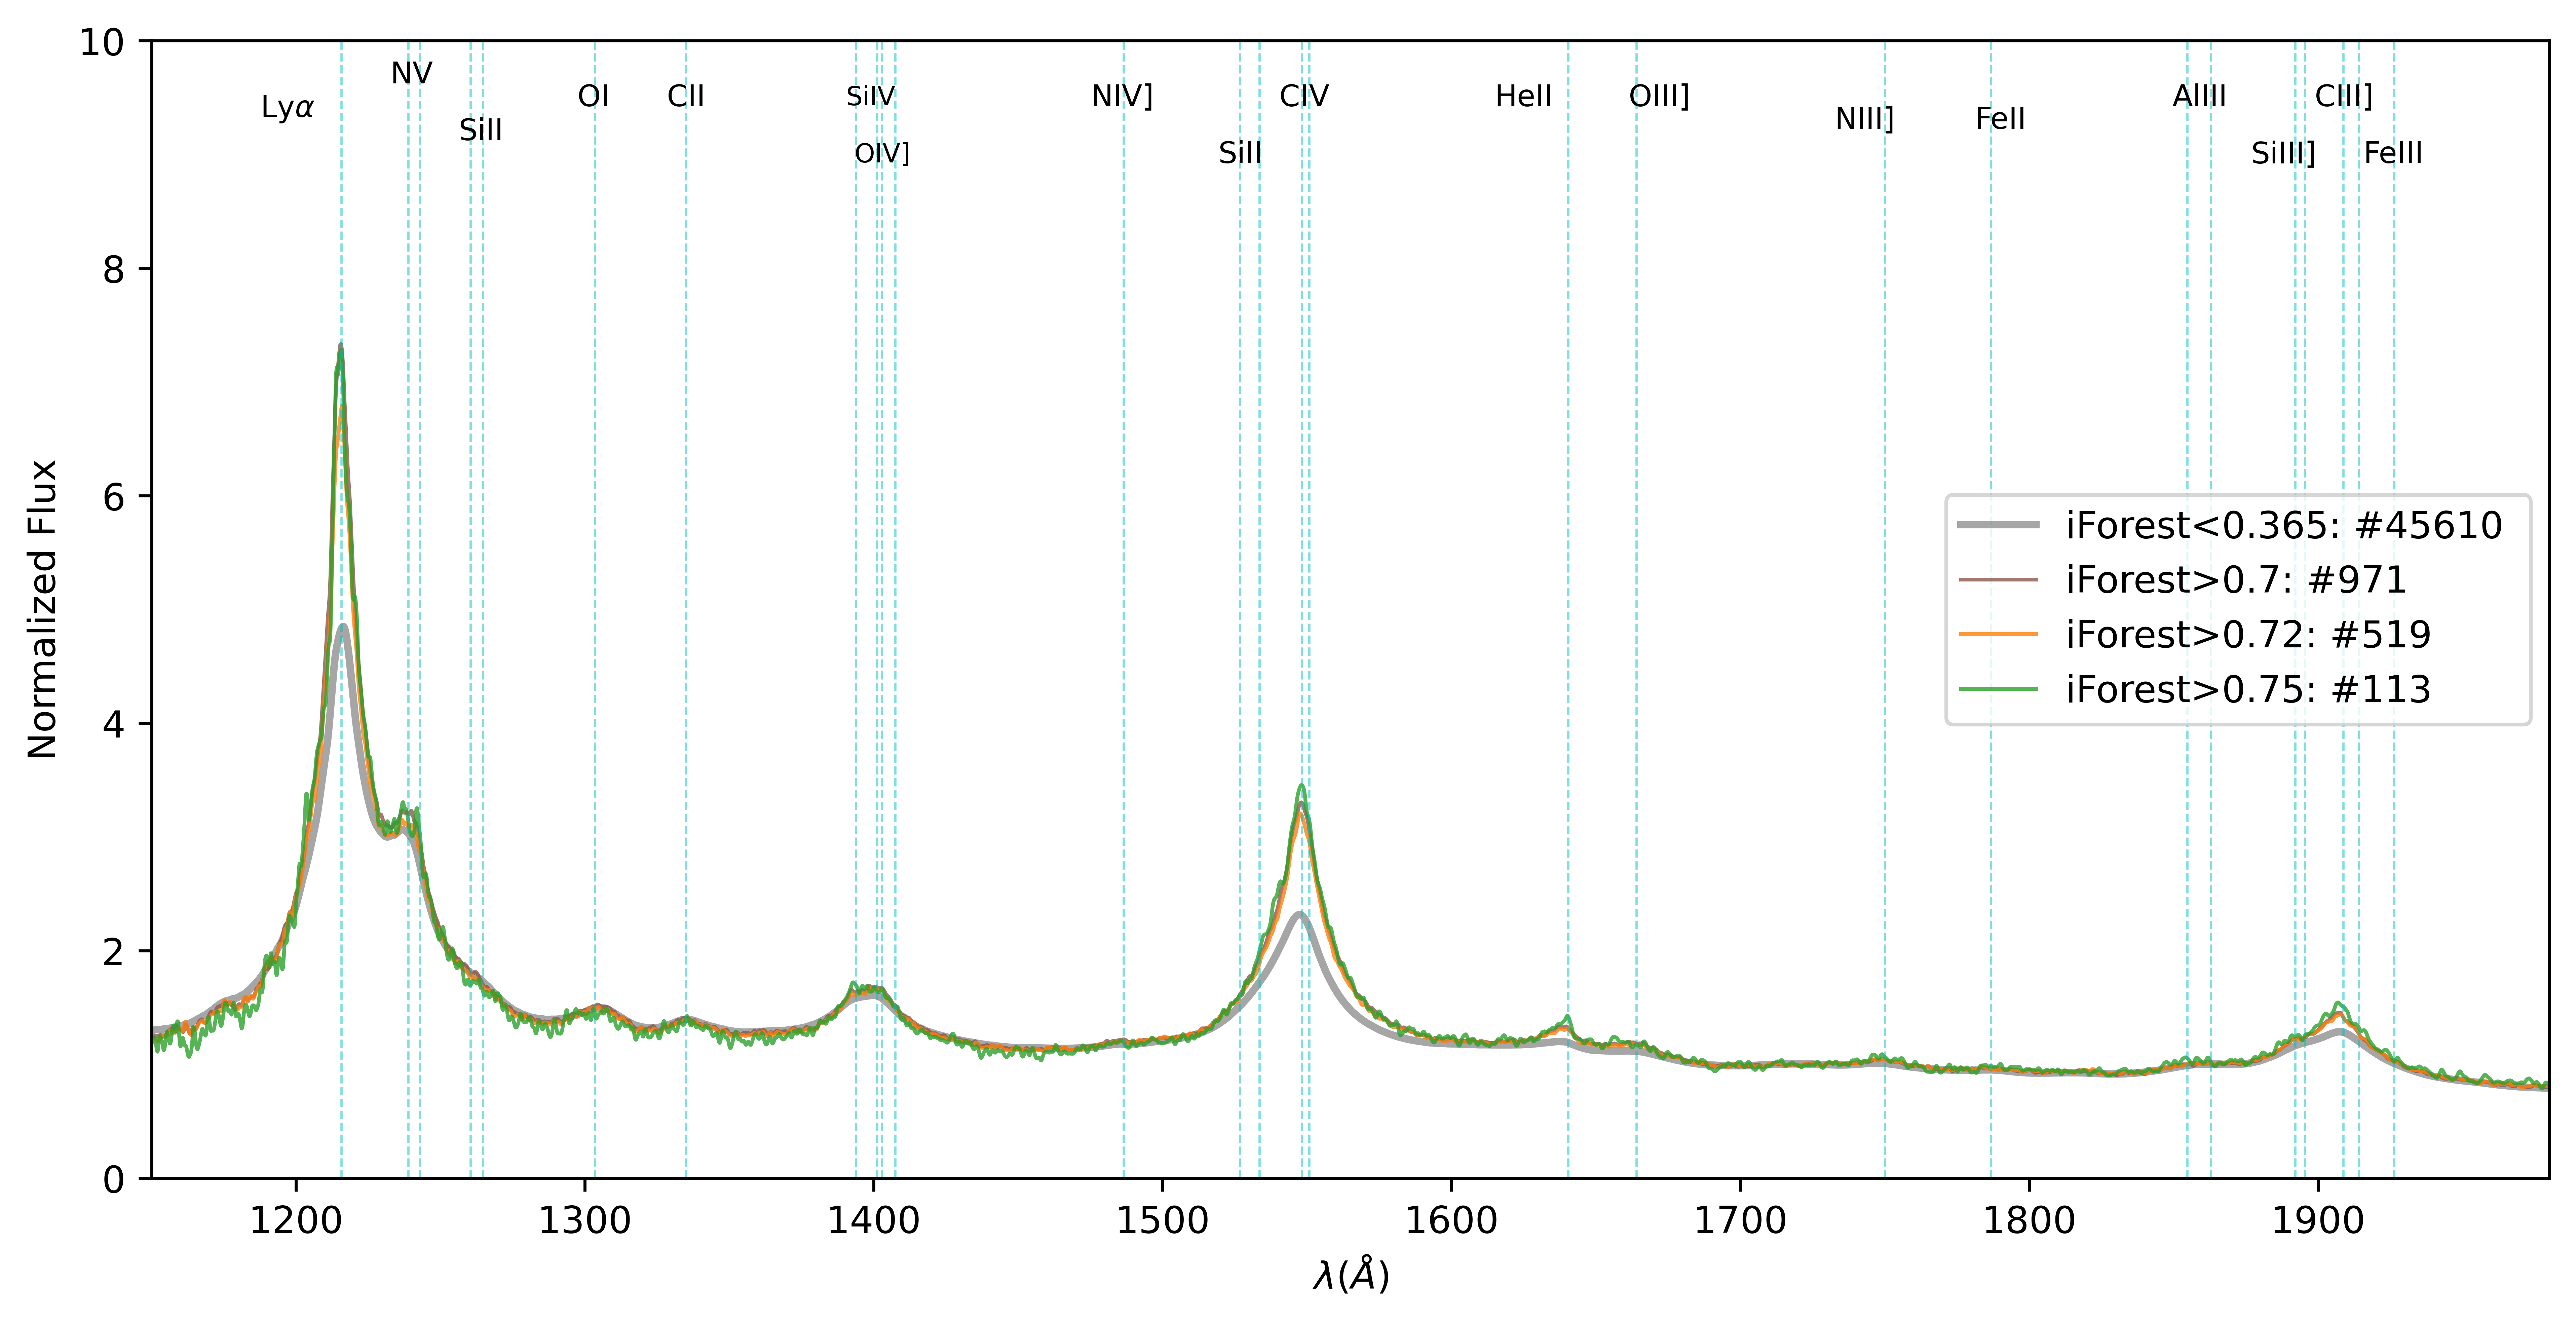 10
8
6
4
2
0
Normalized Flux
Lyα
NV
SiII
OI
CII
SiIV
OIV]
NIV]
SiII
CIV
HeII
OIII]
NIII]
FeII
AlIII
SiIII]
CIII]
FeIII
iForest<0.365: #45610
iForest>0.7: #971
iForest>0.72: #519
iForest>0.75: #113
1200 1300 1400 1500 1600 1700 1800 1900
λ(Å)